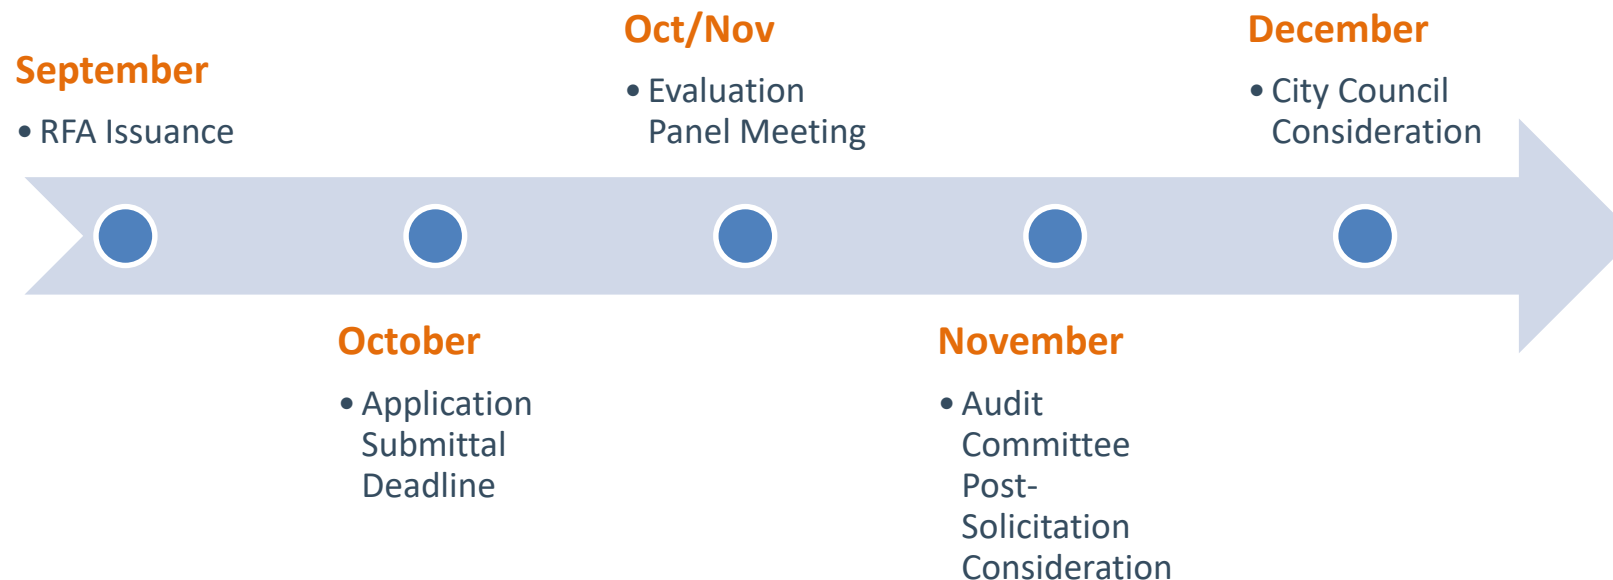 September
• RFA Issuance
October
• Application
Submittal
Deadline
Oct/Nov
• Evaluation
Panel Meeting
November
• Audit
Committee
Post-
Solicitation
Consideration
December
• City Council
Consideration